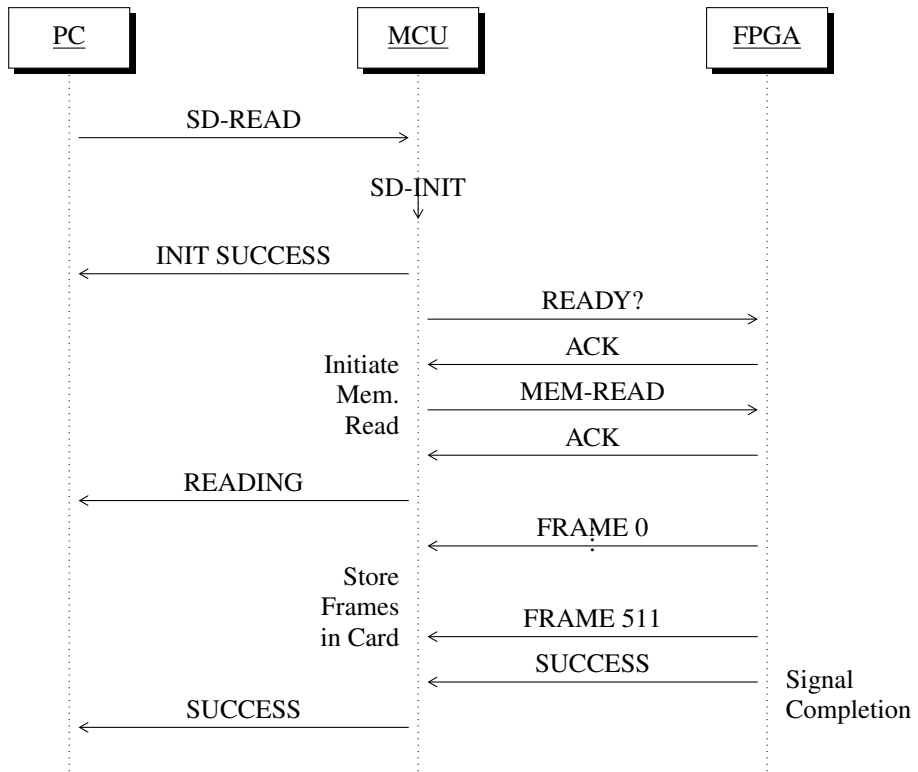 PC
MCU
FPGA
SD-READ
SD-INIT
INIT SUCCESS
READY?
ACK
Initiate
Mem.
Read
MEM-READ
ACK
READING
FRAME 0
Store
Frames
in Card
FRAME 511
SUCCESS
Signal
Completion
SUCCESS